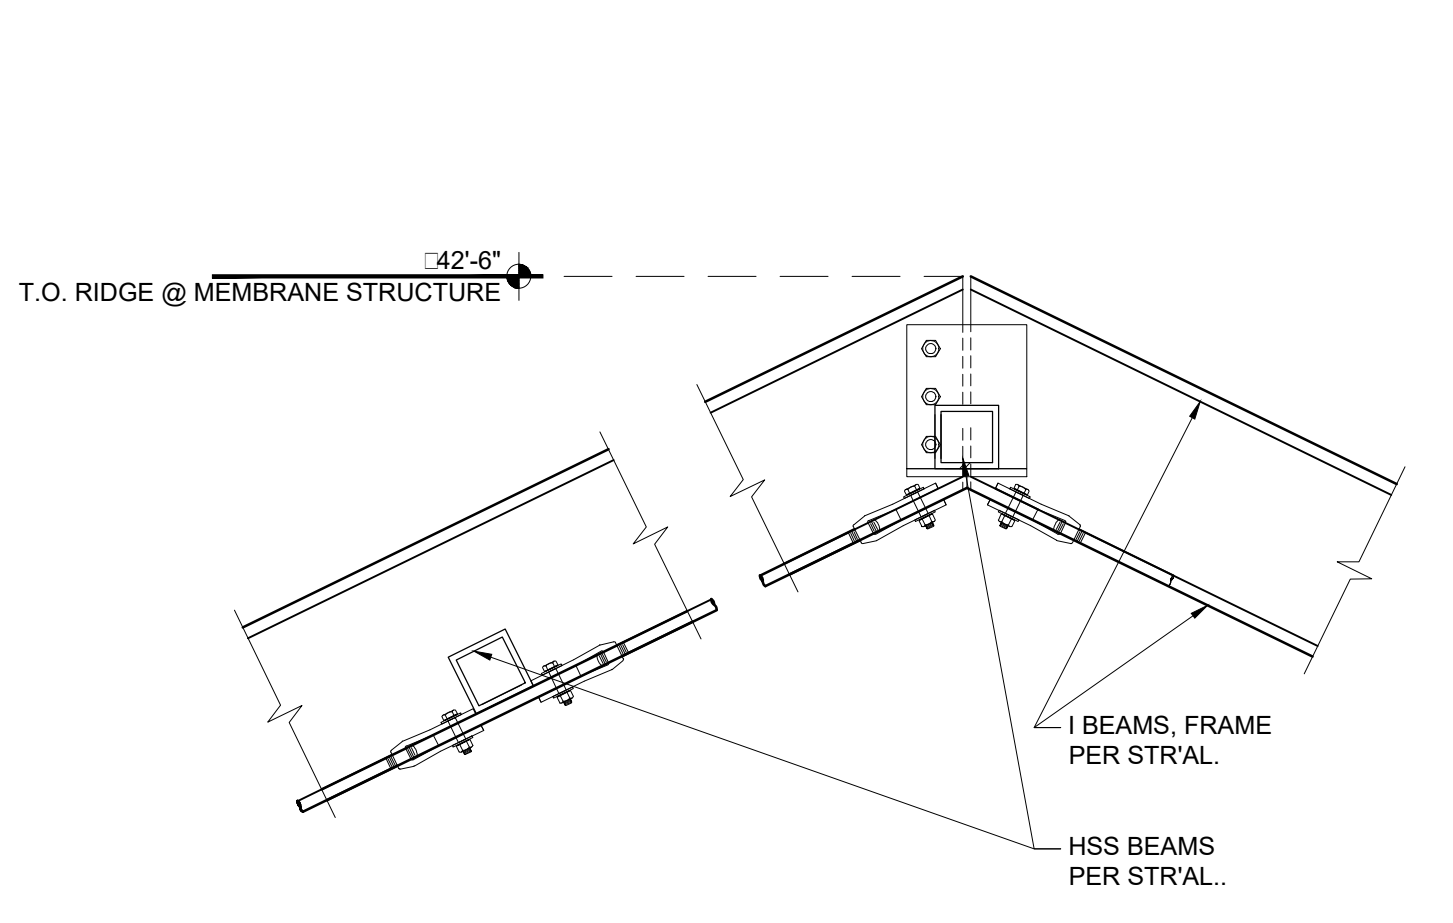 □42'-6"
T.O. RIDGE @ MEMBRANE STRUCTURE
I BEAMS, FRAME
PER STR'AL.
HSS BEAMS
PER STR'AL..